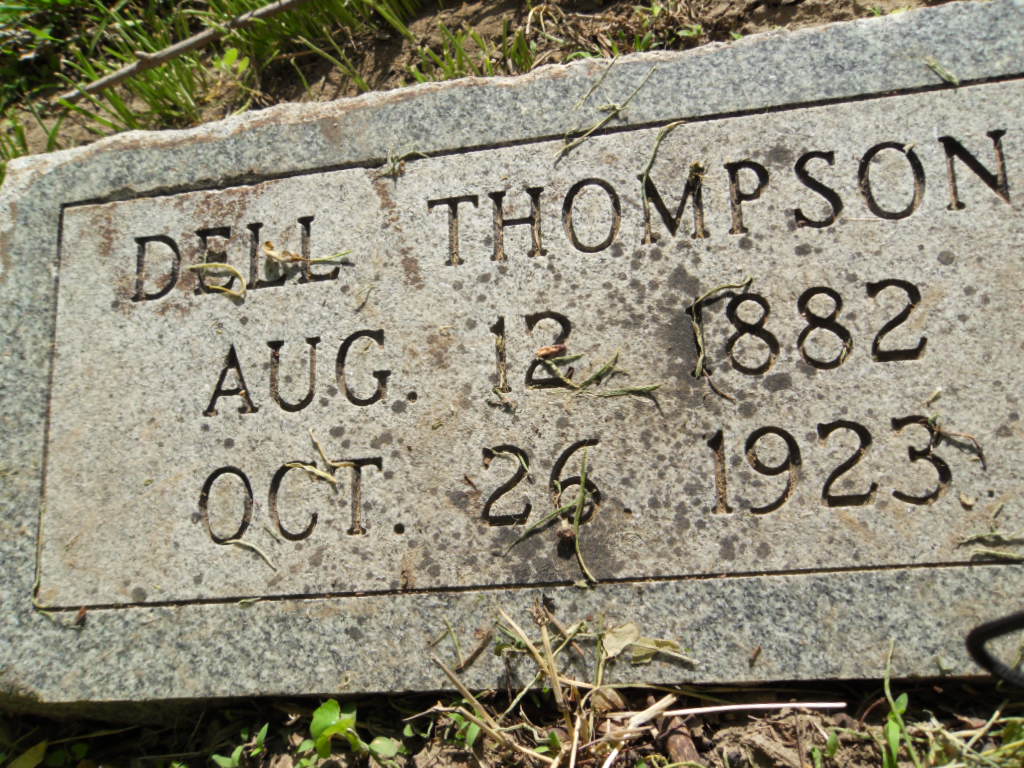 DELL THOMPSON
AUG. 12 1882
OCT. 26 1923